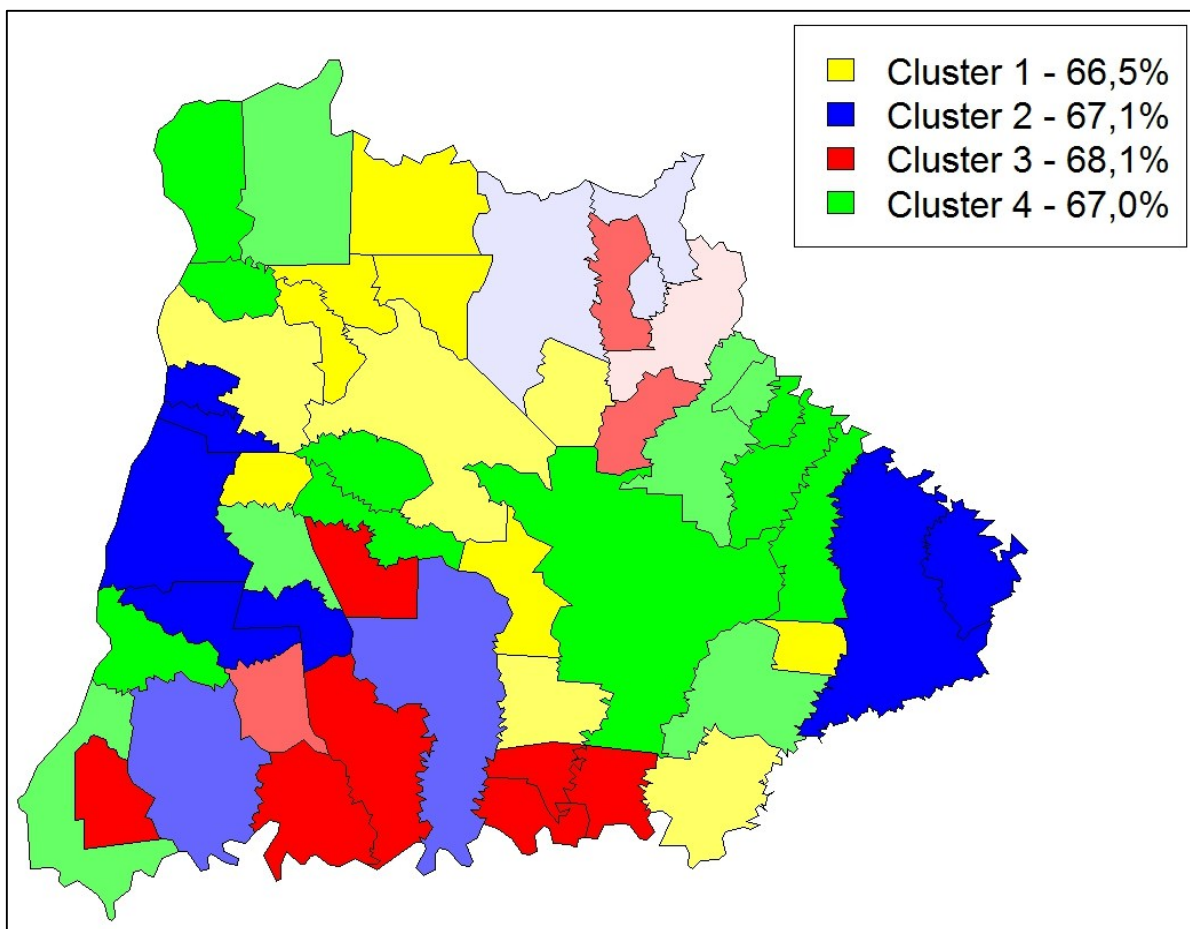 Cluster 1 - 66,5%
Cluster 2 - 67,1%
Cluster 3 - 68,1%
Cluster 4 - 67,0%